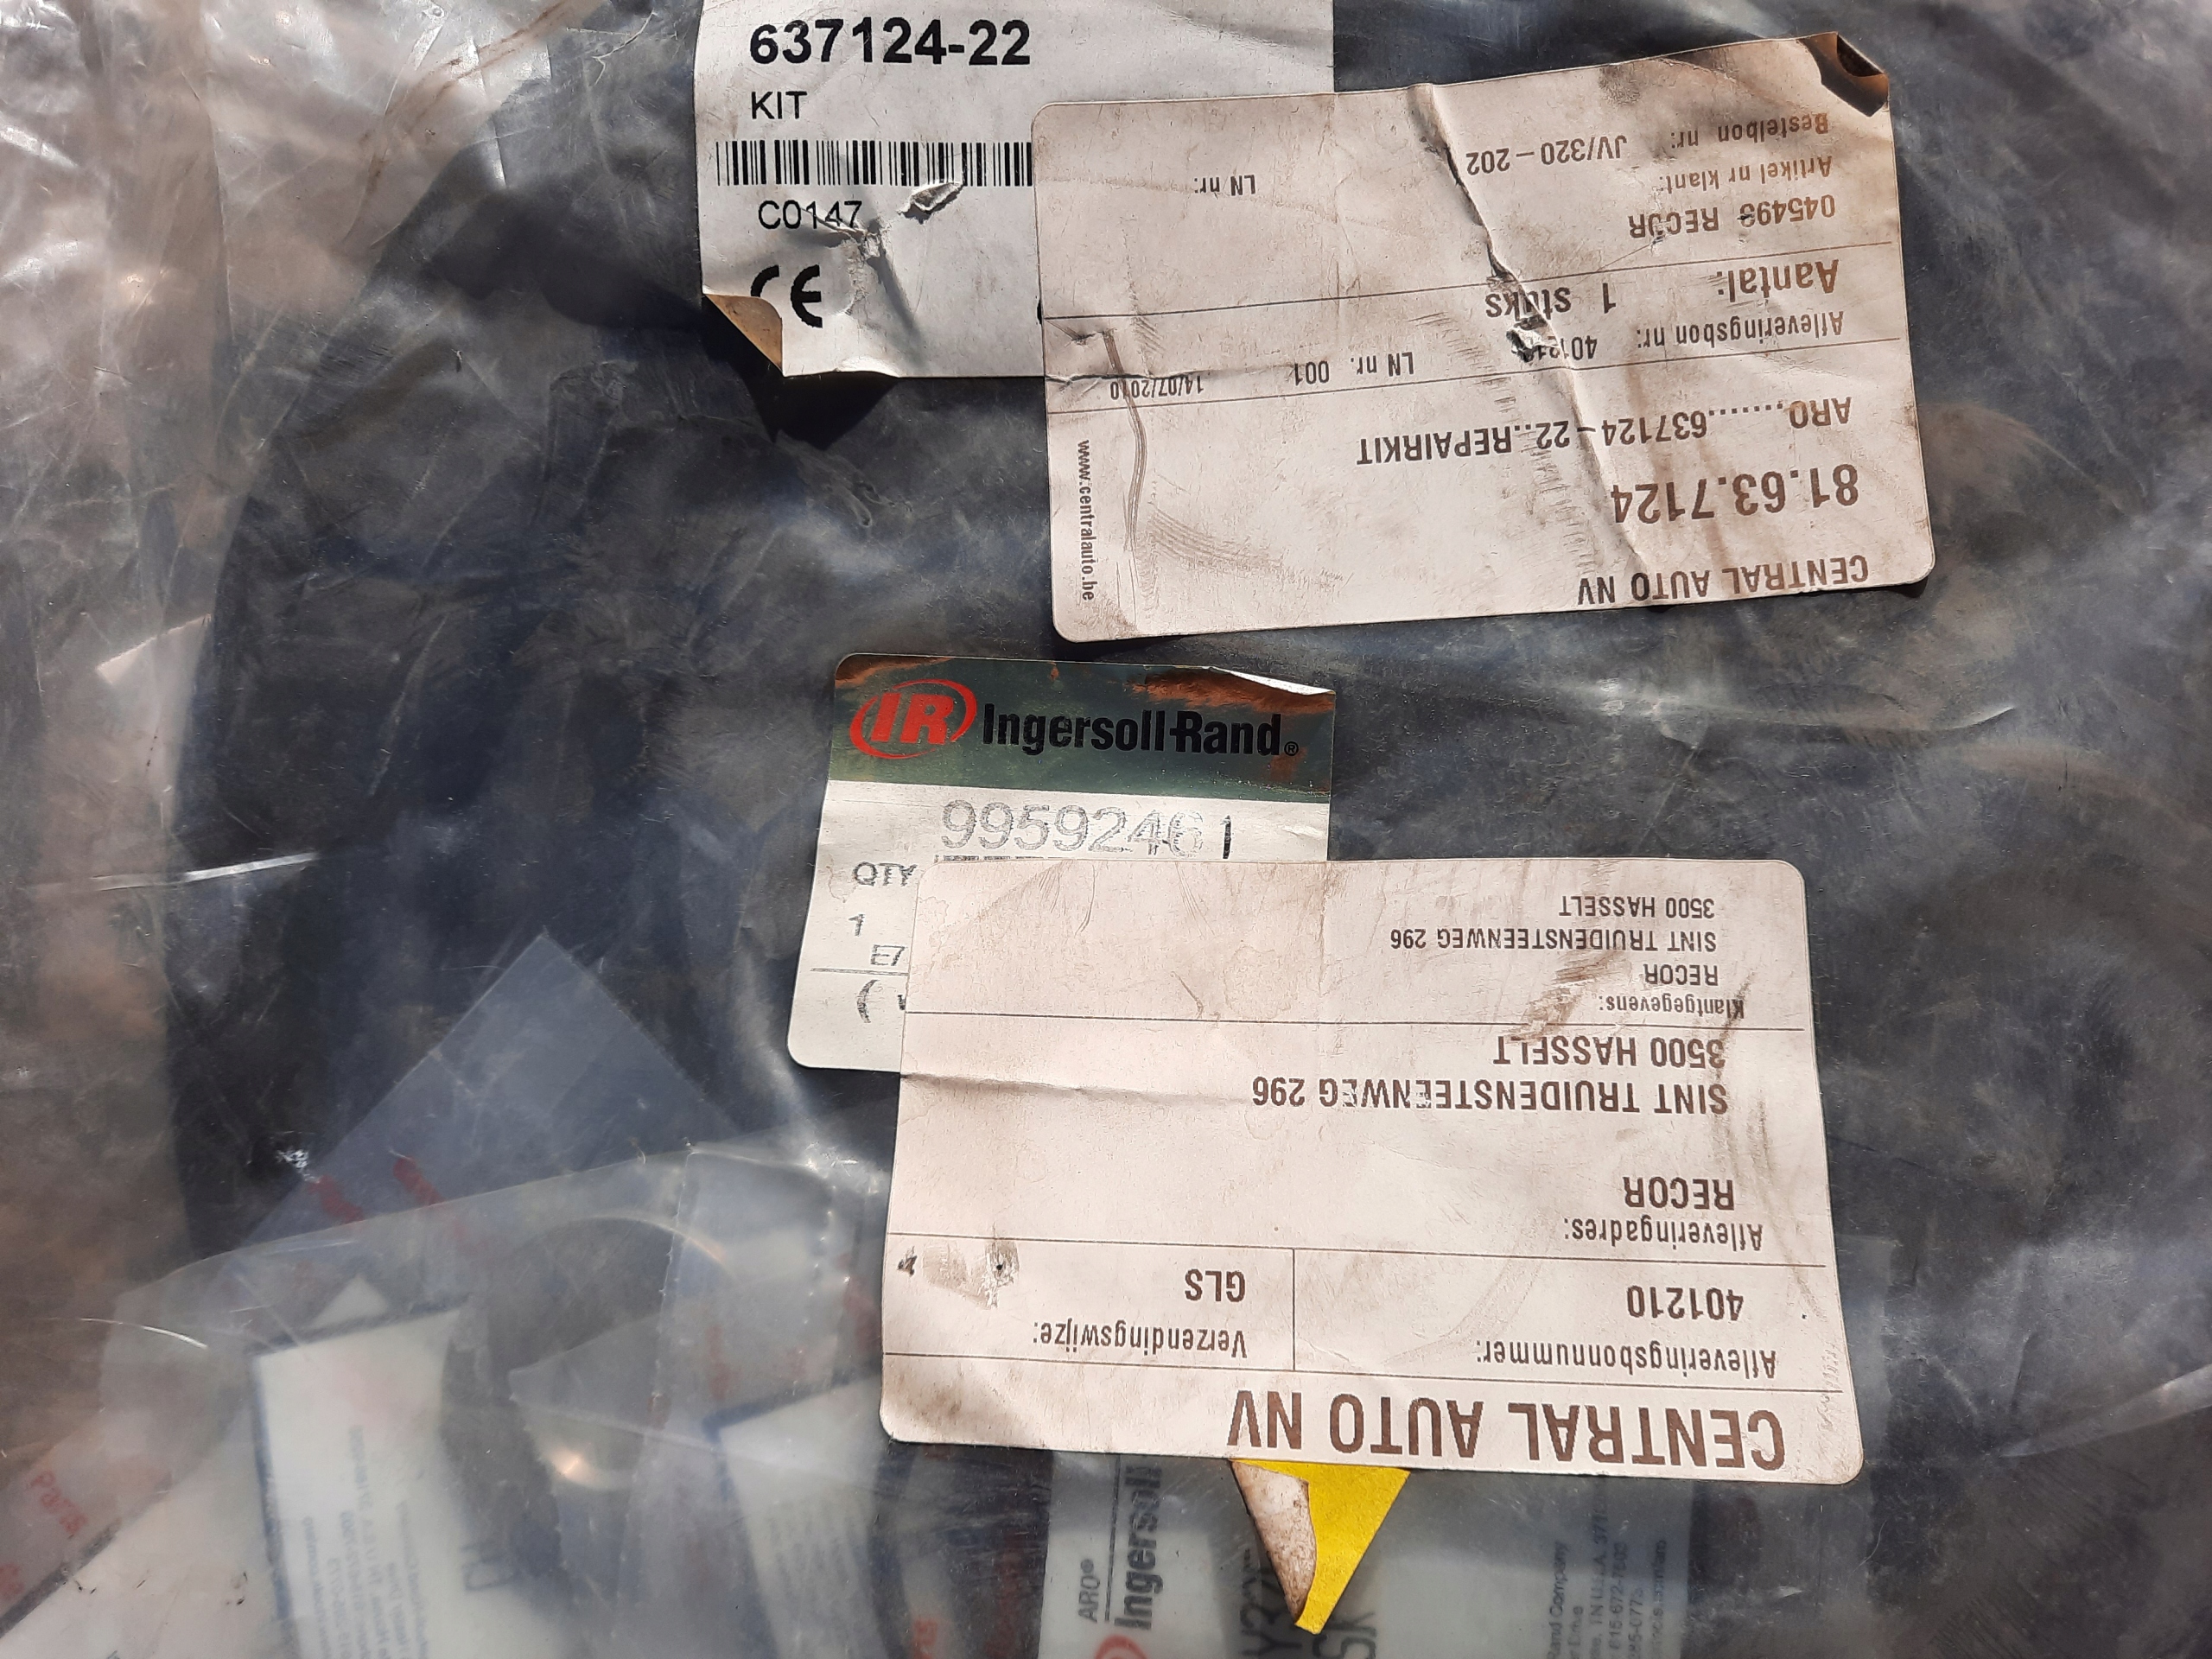 637124-22
KIT
C0147
CE
CENTRAL AUTO NV
81.63.7124
ARO.........637124-22..REPAIRKIT
www.centralauto.be
Afleveringsbon nr: LN nr. 001 14/07/2010
Aantal: 1 stuks
RECOR
Artikel nr klant:
Bestelbon nr: JV/320-202 LN nr:
IR Ingersoll-Rand®
99592461
QTY
1
CENTRAL AUTO NV
Afleveringsbonnummer: Verzendingswijze:
401210 GLS
Afleveringadres:
RECOR
SINT TRUIDENSTEENWEG 296
3500 HASSELT
Klantgegevens:
RECOR
SINT TRUIDENSTEENWEG 296
3500 HASSELT
ARO®
Ingersoll